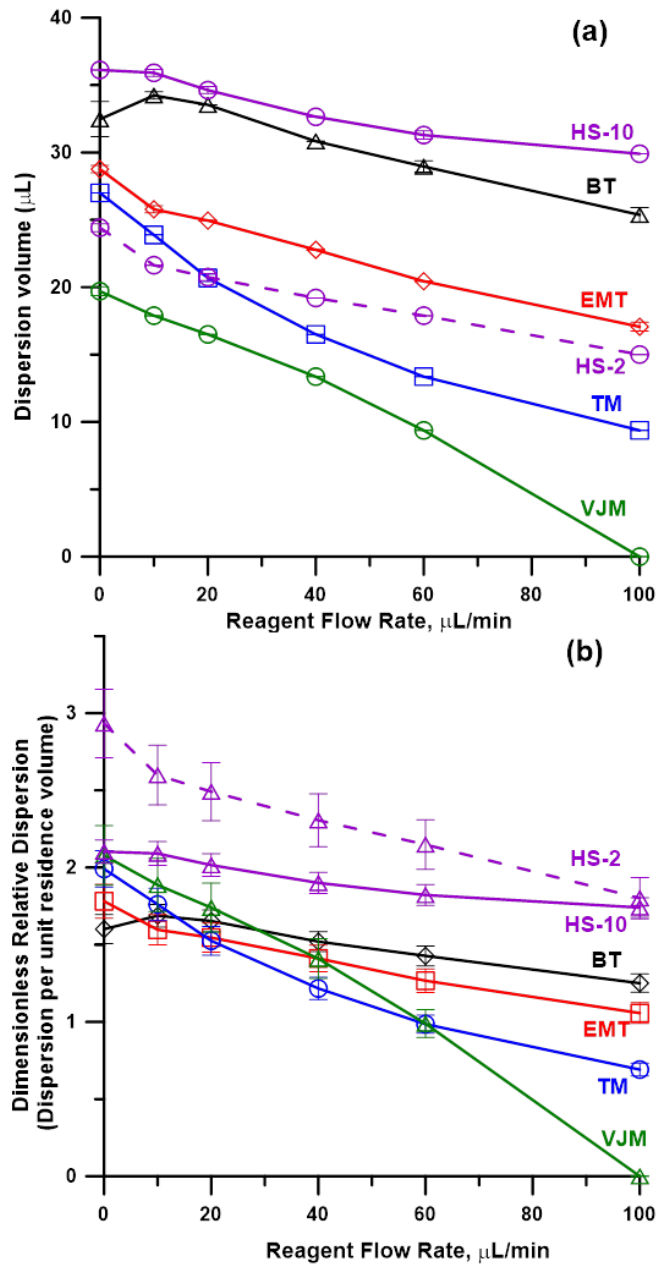 (a)
40
30
20
10
0
Dispersion volume (μL)
HS-10
BT
EMT
HS-2
TM
VJM
0 20 40 60 80 100
Reagent Flow Rate, μL/min
(b)
3
2
1
0
Dimensionless Relative Dispersion
(Dispersion per unit residence volume)
HS-2
HS-10
BT
EMT
TM
VJM
0 20 40 60 80 100
Reagent Flow Rate, μL/min